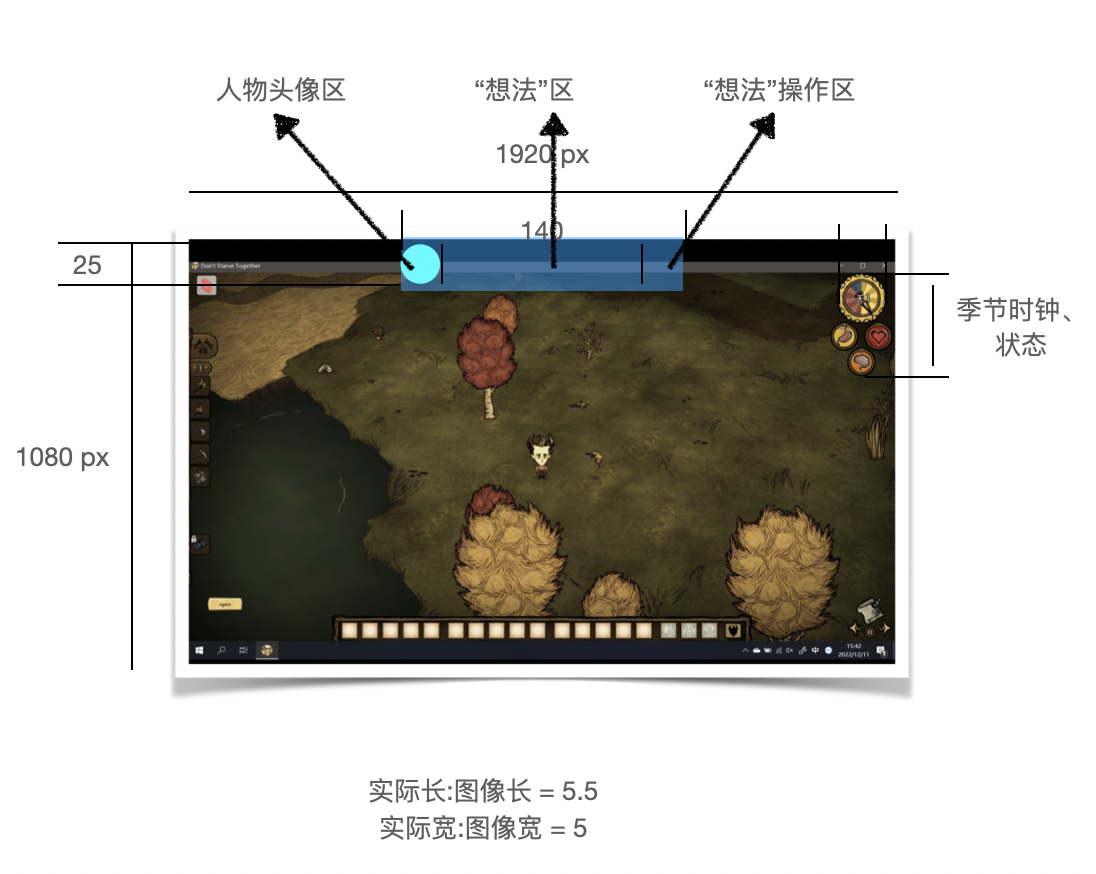 人物头像区
“想法”区
“想法”操作区
1920 px
140
25
Don't Starve Together
季节时钟、
状态
1080 px
15:42
2022/12/11
中
实际长:图像长 = 5.5
实际宽:图像宽 = 5